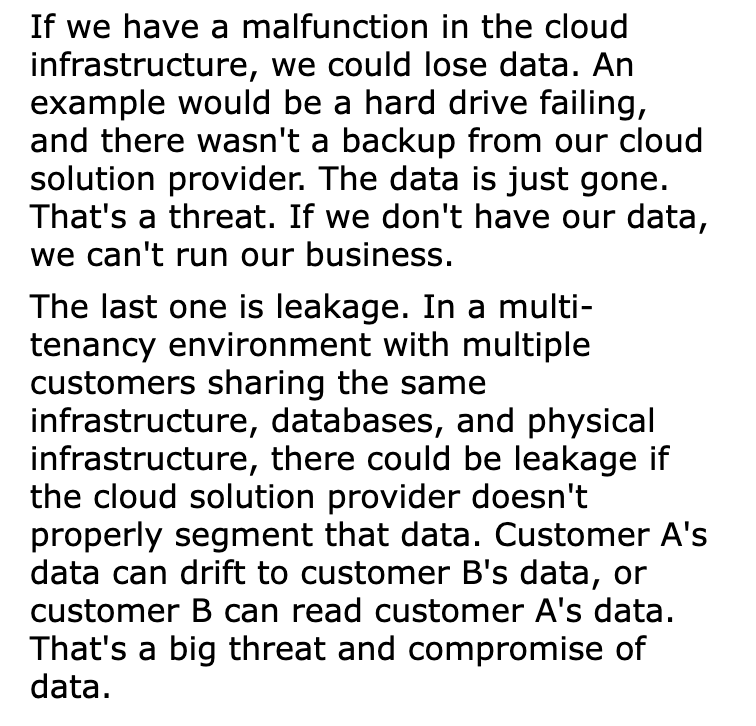 If we have a malfunction in the cloud
infrastructure, we could lose data. An
example would be a hard drive failing,
and there wasn't a backup from our cloud
solution provider. The data is just gone.
That's a threat. If we don't have our data,
we can't run our business.
The last one is leakage. In a multi-
tenancy environment with multiple
customers sharing the same
infrastructure, databases, and physical
infrastructure, there could be leakage if
the cloud solution provider doesn't
properly segment that data. Customer A's
data can drift to customer B's data, or
customer B can read customer A's data.
That's a big threat and compromise of
data.